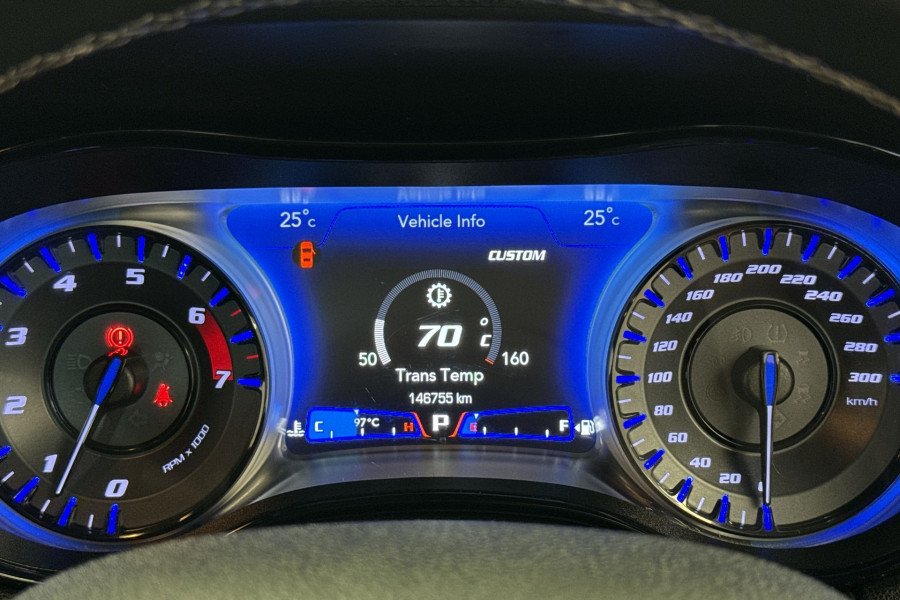 25°C
Vehicle Info
25°C
CUSTOM
70 °C
50
160
Trans Temp
146755 km
C
97°C
H
P
E
F
0
1
2
3
4
5
6
7
RPM x 1000
20
40
60
80
100
120
140
160
180
200
220
240
260
280
300
km/h